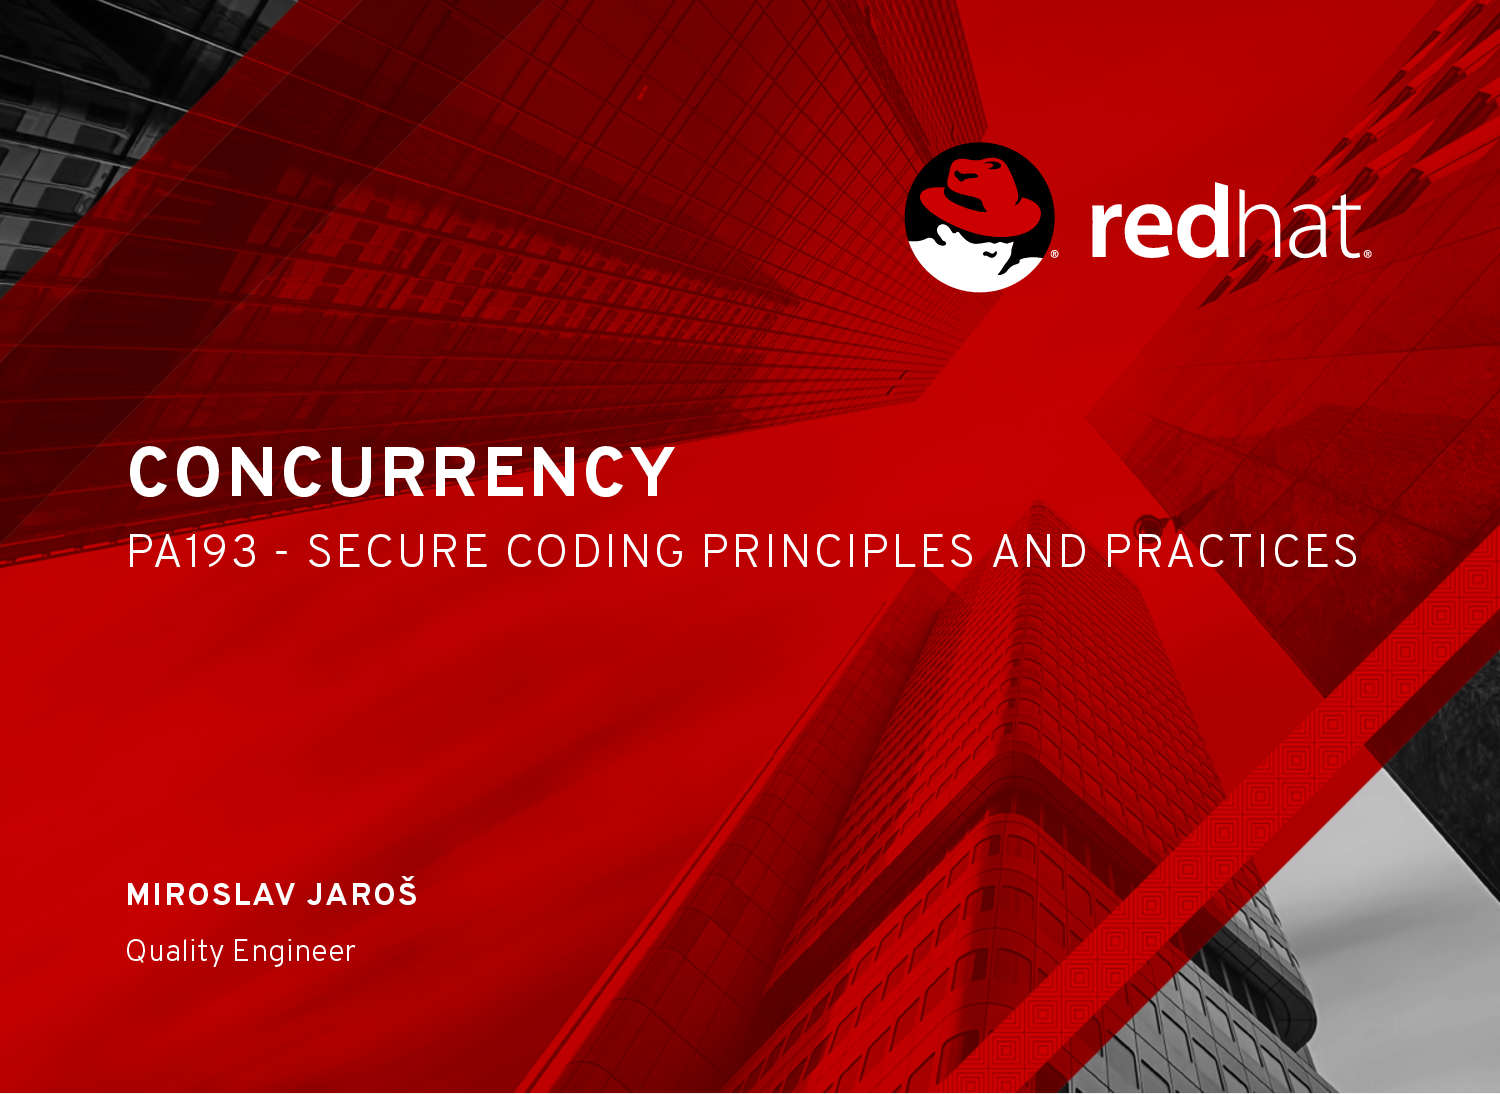 redhat®
CONCURRENCY
PA193 - SECURE CODING PRINCIPLES AND PRACTICES
MIROSLAV JAROŠ
Quality Engineer